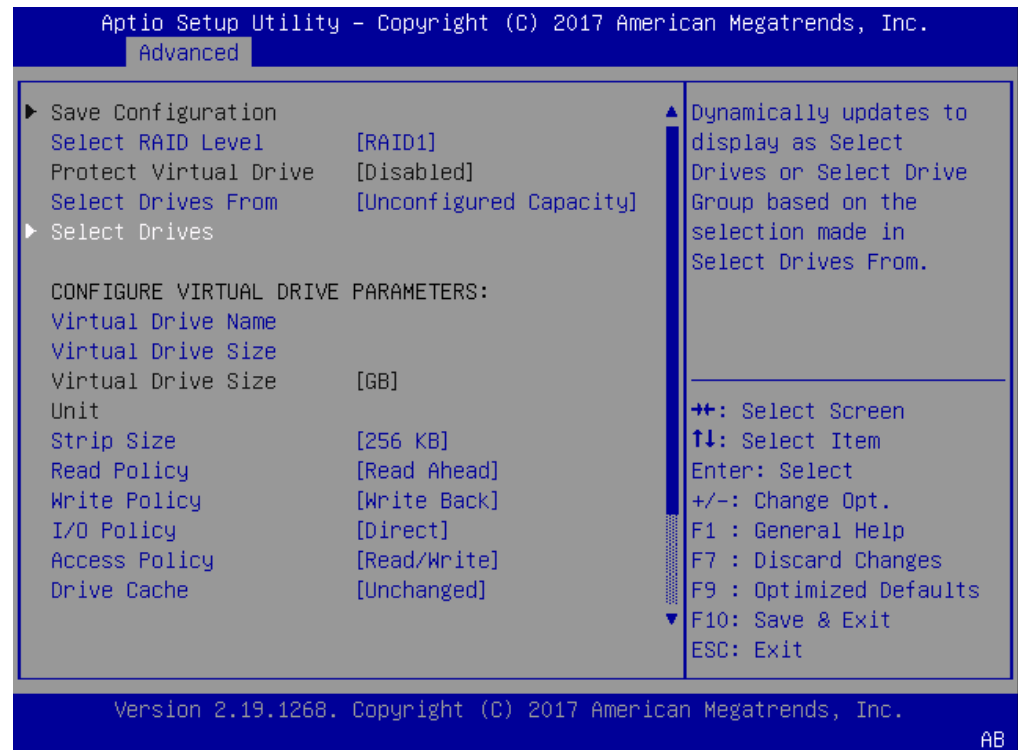 Aptio Setup Utility – Copyright (C) 2017 American Megatrends, Inc.
Advanced
Save Configuration
Select RAID Level [RAID1]
Protect Virtual Drive [Disabled]
Select Drives From [Unconfigured Capacity]
Select Drives
CONFIGURE VIRTUAL DRIVE PARAMETERS:
Virtual Drive Name
Virtual Drive Size
Virtual Drive Size [GB]
Unit
Strip Size [256 KB]
Read Policy [Read Ahead]
Write Policy [Write Back]
I/O Policy [Direct]
Access Policy [Read/Write]
Drive Cache [Unchanged]
Dynamically updates to
display as Select
Drives or Select Drive
Group based on the
selection made in
Select Drives From.
→←: Select Screen
↑↓: Select Item
Enter: Select
+/-: Change Opt.
F1 : General Help
F7 : Discard Changes
F9 : Optimized Defaults
F10: Save & Exit
ESC: Exit
Version 2.19.1268. Copyright (C) 2017 American Megatrends, Inc.
AB